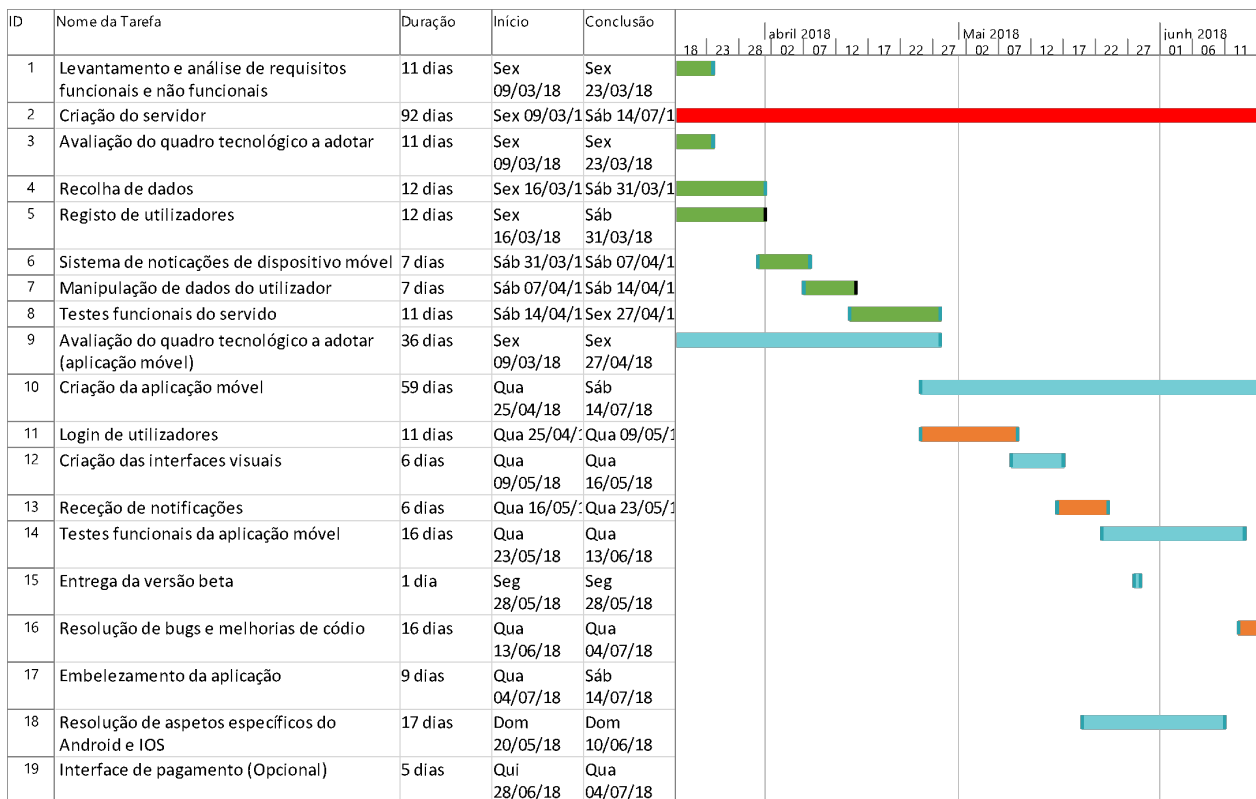 ID Nome da Tarefa Duração Início Conclusão
abril 2018 Mai 2018 junh 2018
18 23 28 02 07 12 17 22 27 02 07 12 17 22 27 01 06 11
1 Levantamento e análise de requisitos 11 dias Sex Sex
funcionais e não funcionais 09/03/18 23/03/18
2 Criação do servidor 92 dias Sex 09/03/1 Sáb 14/07/1
3 Avaliação do quadro tecnológico a adotar 11 dias Sex Sex
09/03/18 23/03/18
4 Recolha de dados 12 dias Sex 16/03/1 Sáb 31/03/1
5 Registo de utilizadores 12 dias Sex Sáb
16/03/18 31/03/18
6 Sistema de noticações de dispositivo móvel 7 dias Sáb 31/03/1 Sáb 07/04/1
7 Manipulação de dados do utilizador 7 dias Sáb 07/04/1 Sáb 14/04/1
8 Testes funcionais do servido 11 dias Sáb 14/04/1 Sex 27/04/1
9 Avaliação do quadro tecnológico a adotar 36 dias Sex Sex
(aplicação móvel) 09/03/18 27/04/18
10 Criação da aplicação móvel 59 dias Qua Sáb
25/04/18 14/07/18
11 Login de utilizadores 11 dias Qua 25/04/ Qua 09/05/1
12 Criação das interfaces visuais 6 dias Qua Qua
09/05/18 16/05/18
13 Receção de notificações 6 dias Qua 16/05/ Qua 23/05/1
14 Testes funcionais da aplicação móvel 16 dias Qua Qua
23/05/18 13/06/18
15 Entrega da versão beta 1 dia Seg Seg
28/05/18 28/05/18
16 Resolução de bugs e melhorias de códio 16 dias Qua Qua
13/06/18 04/07/18
17 Embelezamento da aplicação 9 dias Qua Sáb
04/07/18 14/07/18
18 Resolução de aspetos específicos do 17 dias Dom Dom
Android e IOS 20/05/18 10/06/18
19 Interface de pagamento (Opcional) 5 dias Qui Qua
28/06/18 04/07/18